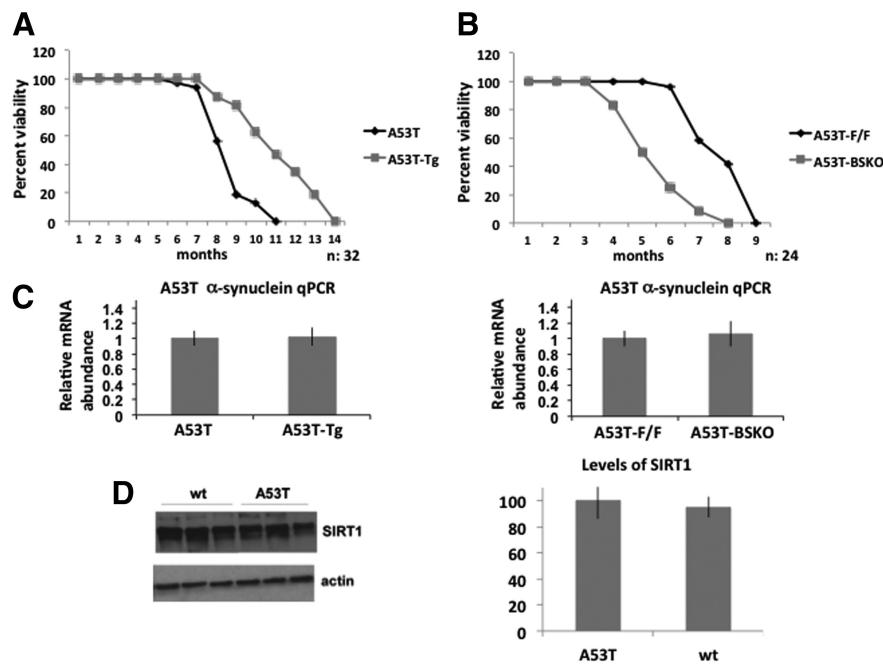 A
120
100
80
60
40
20
0
Percent viability
1 2 3 4 5 6 7 8 9 10 11 12 13 14
months
n: 32
A53T
A53T-Tg
B
120
100
80
60
40
20
0
Percent viability
1 2 3 4 5 6 7 8 9
months
n: 24
A53T-F/F
A53T-BSKO
C
A53T α-synuclein qPCR
Relative mRNA
abundance
1.4
1.2
1
0.8
0.6
0.4
0.2
0
A53T A53T-Tg
A53T α-synuclein qPCR
Relative mRNA
abundance
1.4
1.2
1
0.8
0.6
0.4
0.2
0
A53T-F/F A53T-BSKO
D
wt A53T
SIRT1
actin
Levels of SIRT1
100
80
60
40
20
0
A53T wt